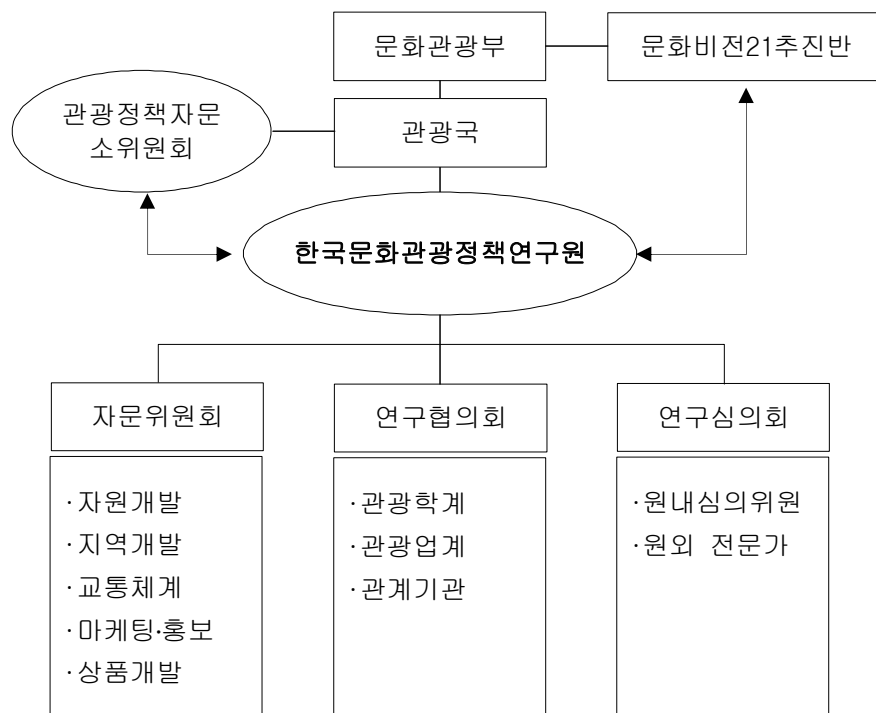 문화관광부
문화비전21추진반
관광정책자문
소위원회
관광국
한국문화관광정책연구원
자문위원회
연구협의회
연구심의회
·자원개발
·지역개발
·교통체계
·마케팅·홍보
·상품개발
·관광학계
·관광업계
·관계기관
·원내심의위원
·원외 전문가